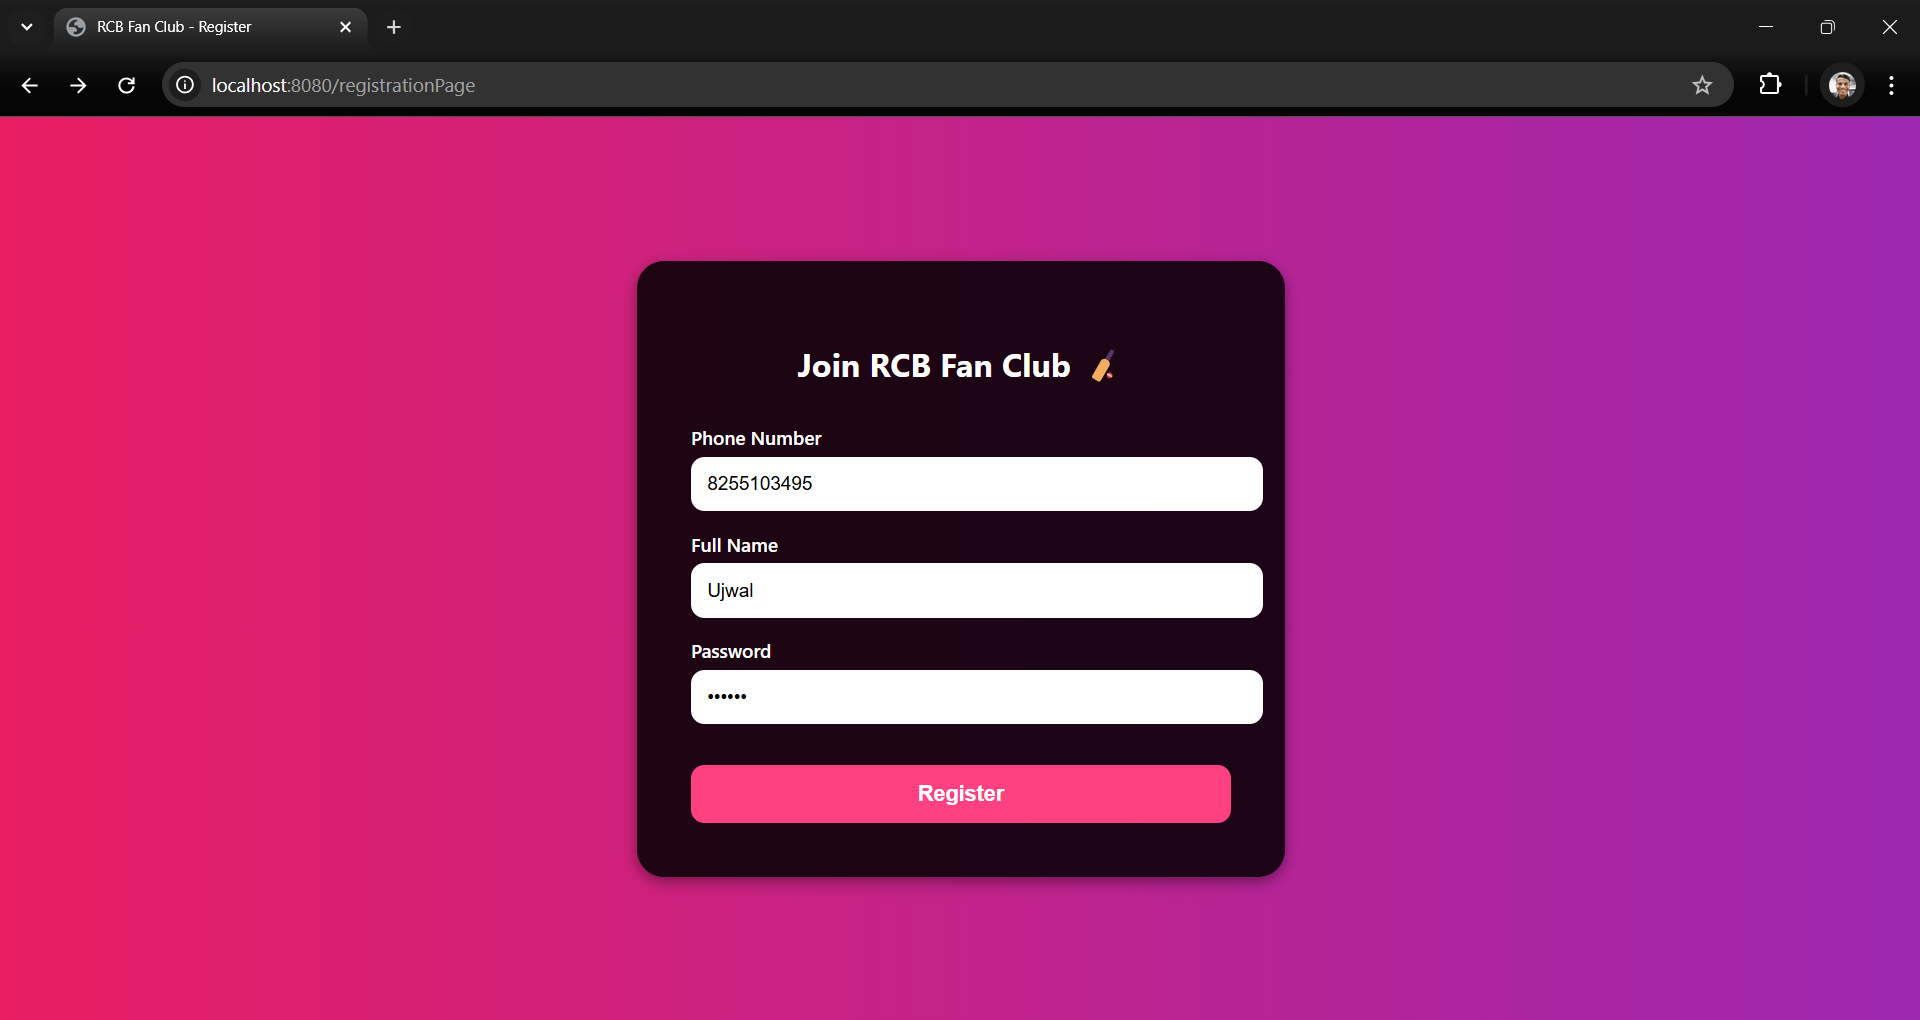 RCB Fan Club - Register
localhost:8080/registrationPage
Join RCB Fan Club 🏏
Phone Number
8255103495
Full Name
Ujwal
Password
••••••
Register